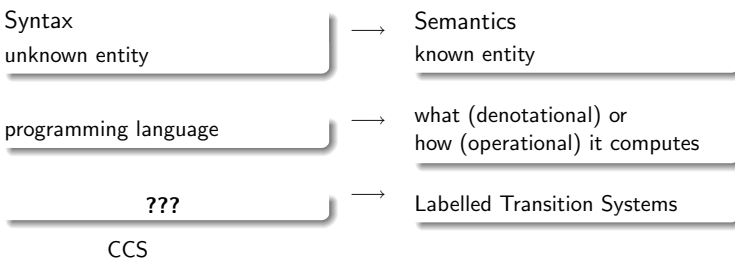 Syntax
unknown entity
⟶
Semantics
known entity
programming language
⟶
what (denotational) or
how (operational) it computes
???
⟶
Labelled Transition Systems
CCS